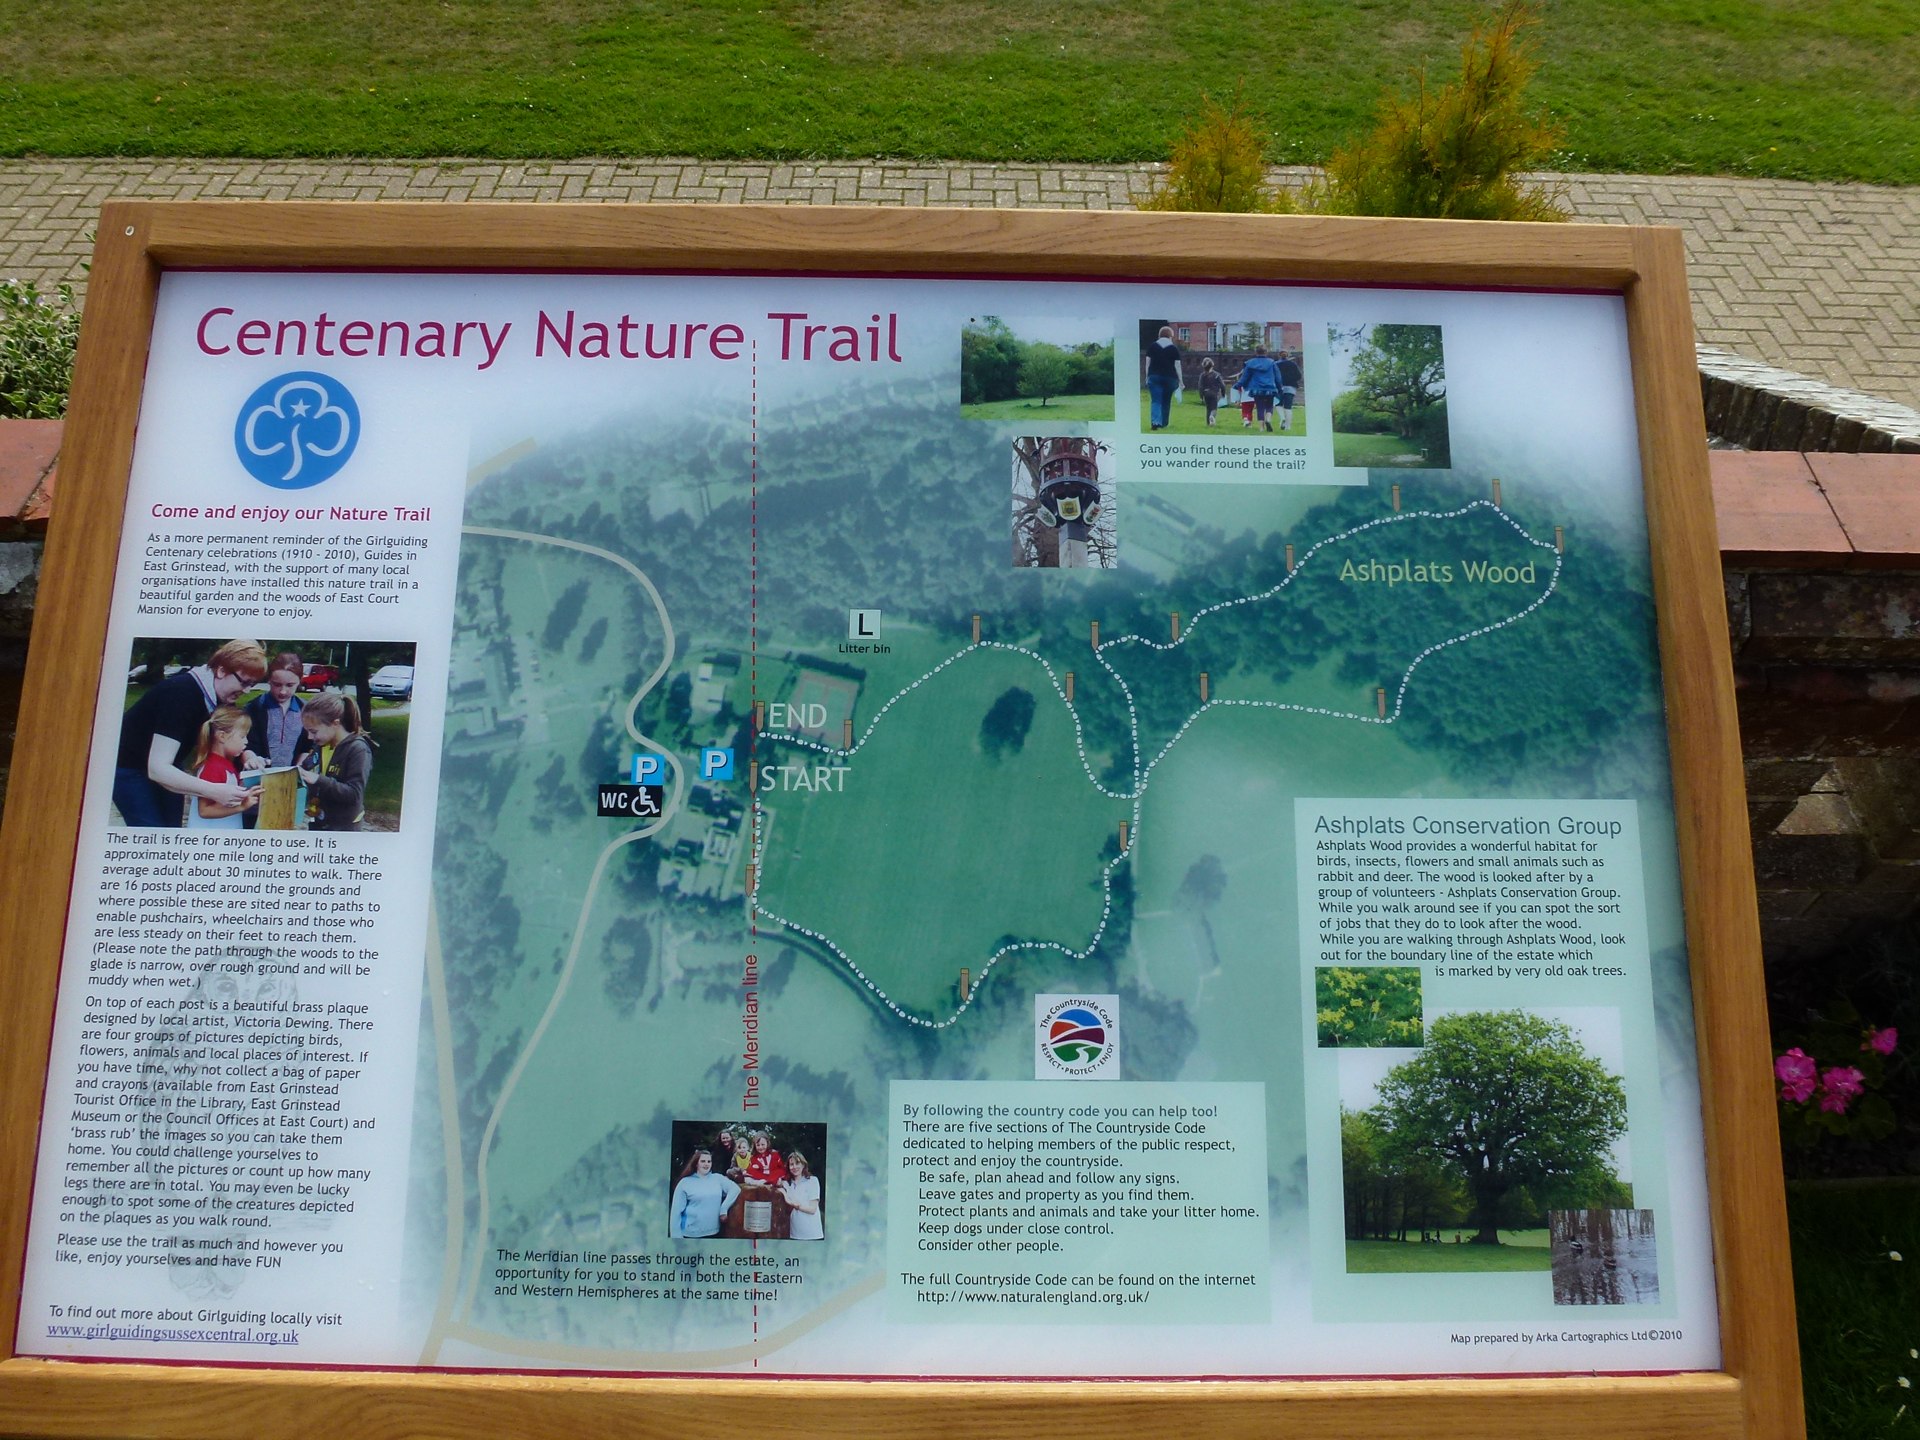 Centenary Nature Trail
Come and enjoy our Nature Trail
As a more permanent reminder of the Girlguiding
Centenary celebrations (1910 - 2010), Guides in
East Grinstead, with the support of many local
organisations have installed this nature trail in a
beautiful garden and the woods of East Court
Mansion for everyone to enjoy.
The trail is free for anyone to use. It is
approximately one mile long and will take the
average adult about 30 minutes to walk. There
are 16 posts placed around the grounds and
where possible these are sited near to paths to
enable pushchairs, wheelchairs and those who
are less steady on their feet to reach them.
(Please note the path through the woods to the
glade is narrow, over rough ground and will be
muddy when wet.)
On top of each post is a beautiful brass plaque
designed by local artist, Victoria Dewing. There
are four groups of pictures depicting birds,
flowers, animals and local places of interest. If
you have time, why not collect a bag of paper
and crayons (available from East Grinstead
Tourist Office in the Library, East Grinstead
Museum or the Council Offices at East Court) and
'brass rub' the images so you can take them
home. You could challenge yourselves to
remember all the pictures or count up how many
legs there are in total. You may even be lucky
enough to spot some of the creatures depicted
on the plaques as you walk round.
Please use the trail as much and however you
like, enjoy yourselves and have FUN
To find out more about Girlguiding locally visit
www.girlguidingsussexcentral.org.uk
Can you find these places as
you wander round the trail?
Ashplats Wood
L
Litter bin
END
START
P
P
WC
The Meridian line
The Meridian line passes through the estate, an
opportunity for you to stand in both the Eastern
and Western Hemispheres at the same time!
The Countryside Code
RESPECT • PROTECT • ENJOY
By following the country code you can help too!
There are five sections of The Countryside Code
dedicated to helping members of the public respect,
protect and enjoy the countryside.
Be safe, plan ahead and follow any signs.
Leave gates and property as you find them.
Protect plants and animals and take your litter home.
Keep dogs under close control.
Consider other people.
The full Countryside Code can be found on the internet
http://www.naturalengland.org.uk/
Ashplats Conservation Group
Ashplats Wood provides a wonderful habitat for
birds, insects, flowers and small animals such as
rabbit and deer. The wood is looked after by a
group of volunteers - Ashplats Conservation Group.
While you walk around see if you can spot the sort
of jobs that they do to look after the wood.
While you are walking through Ashplats Wood, look
out for the boundary line of the estate which
is marked by very old oak trees.
Map prepared by Arka Cartographics Ltd©2010